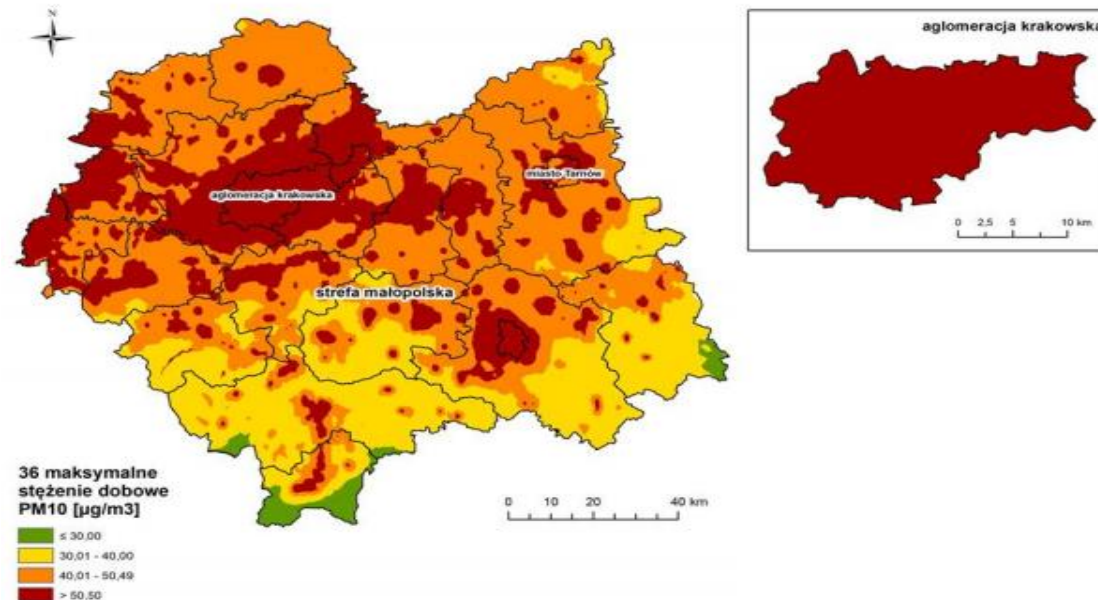 N
aglomeracja krakowska
miasto Tarnów
aglomeracja krakowska
0 2,5 5 10 km
strefa małopolska
36 maksymalne
stężenie dobowe
PM10 [µg/m3]
≤ 30,00
30,01 - 40,00
40,01 - 50,49
> 50,50
0 10 20 40 km